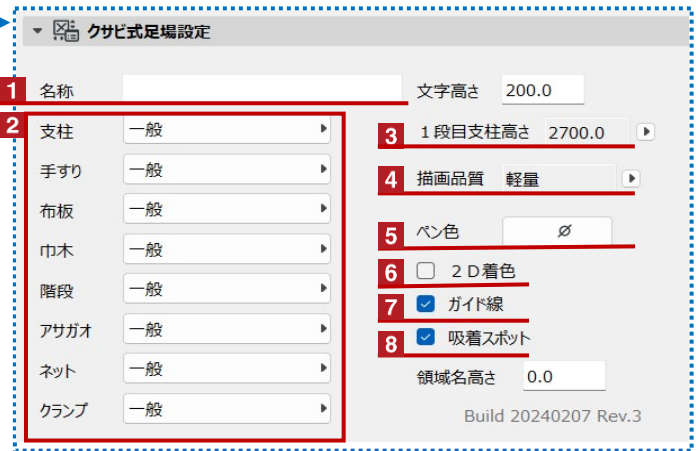 クサビ式足場設定
1 名称 文字高さ 200.0
2 支柱 一般 3 1段目支柱高さ 2700.0
手すり 一般 4 描画品質 軽量
布板 一般 5 ペン色
巾木 一般 6 2D着色
階段 一般 7 ガイド線
アサガオ 一般 8 吸着スポット
ネット 一般 領域名高さ 0.0
クランプ 一般 Build 20240207 Rev.3